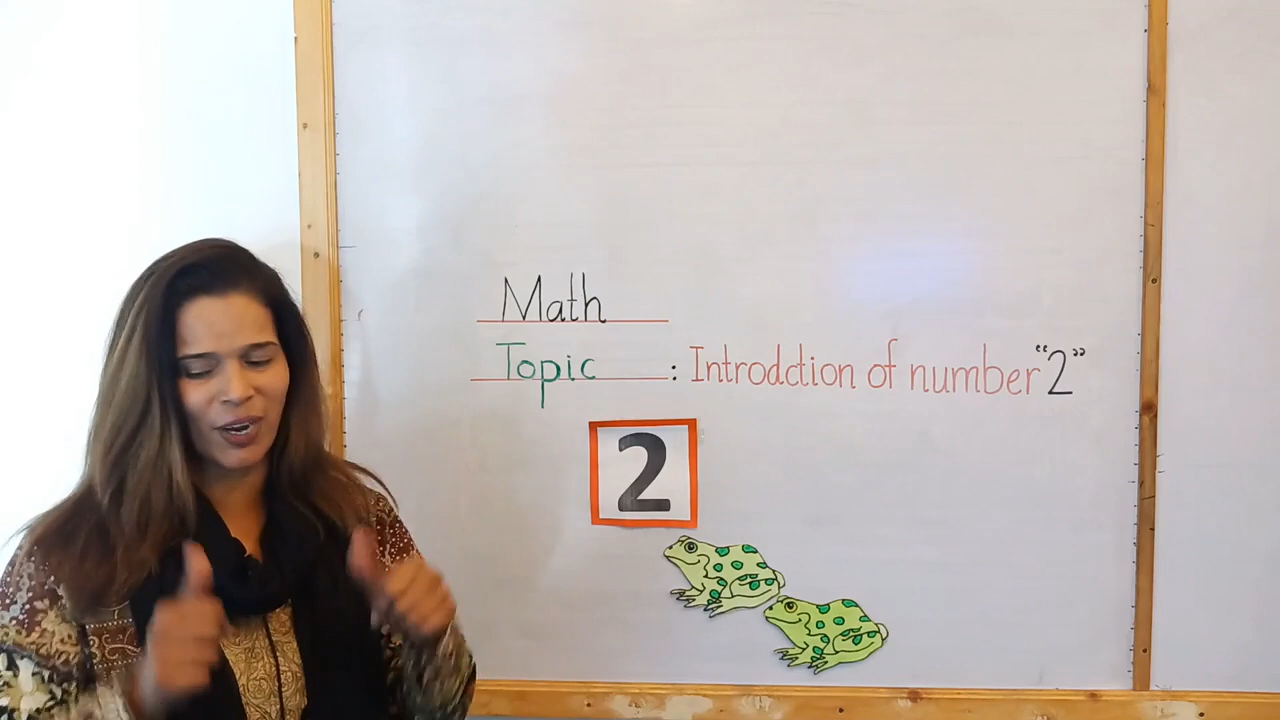 Math
Topic : Introdction of number “2”
2